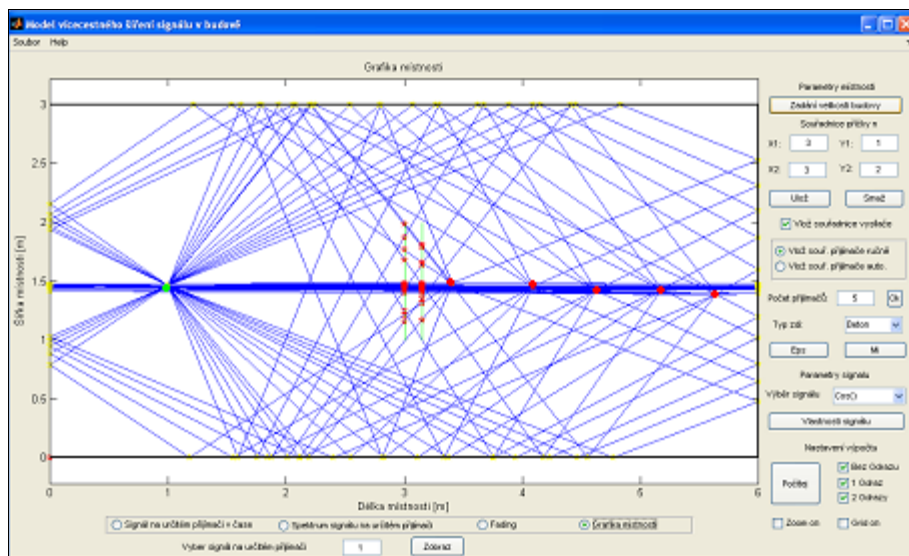 Model vícecestného šíření signálu v budově
Soubor Help
Grafika místnosti
Šířka místnosti [m]
3
2.5
2
1.5
1
0.5
0
0 1 2 3 4 5 6
Délka místnosti [m]
Parametry místnosti
Zadání velikosti budovy
Souřadnice příčky n
X1: 3 Y1: 1
X2: 3 Y2: 2
Ulož Smaž
Vlož souřadnice vysílače
Vlož souř. přijímače ručně
Vlož souř. přijímače auto.
Počet přijímačů: 5 Ok
Typ zdi: Beton
Eps Mi
Parametry signalu
Výběr signálu Cos()
Vlastnosti signálu
Nastavení výpočtu
Počítej
Bez Odrazu
1 Odraz
2 Odrazy
Zoom on Grid on
Signál na určitém přijímači v čase Spektrum signálu na určitém přijímači Fading Grafika místnosti
Vyber signál na určitém přijímači 1 Zobraz